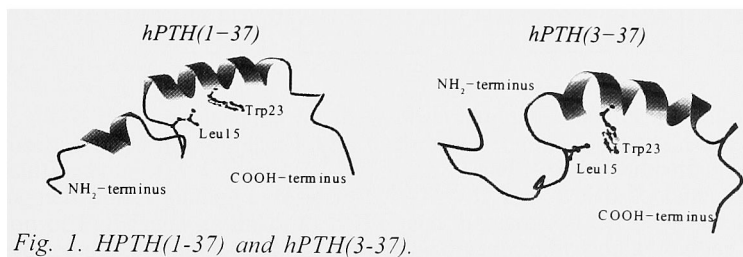 hPTH(1-37)
hPTH(3-37)
NH2-terminus
Trp23
Leu15
NH2-terminus
COOH-terminus
Trp23
Leu15
COOH-terminus
Fig. 1. HPTH(1-37) and hPTH(3-37).